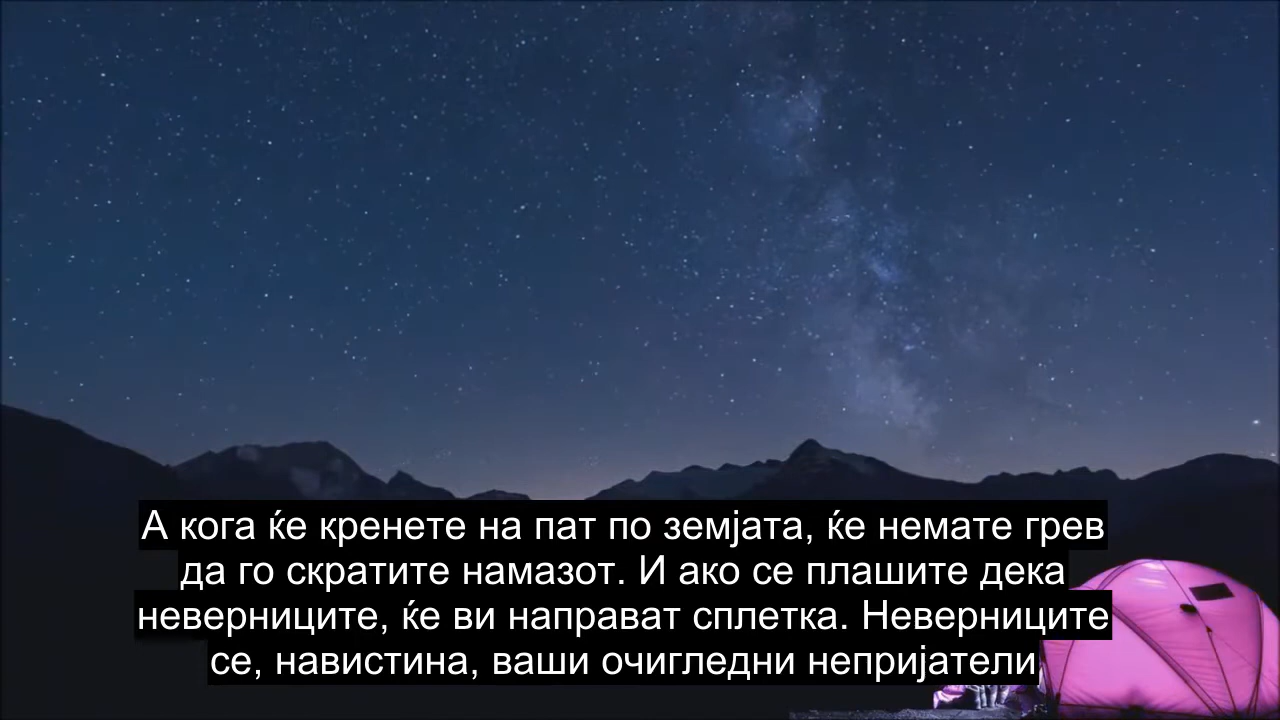 А кога ќе кренете на пат по земјата, ќе немате грев
да го скратите намазот. И ако се плашите дека
неверниците, ќе ви направат сплетка. Неверниците
се, навистина, ваши очигледни непријатели